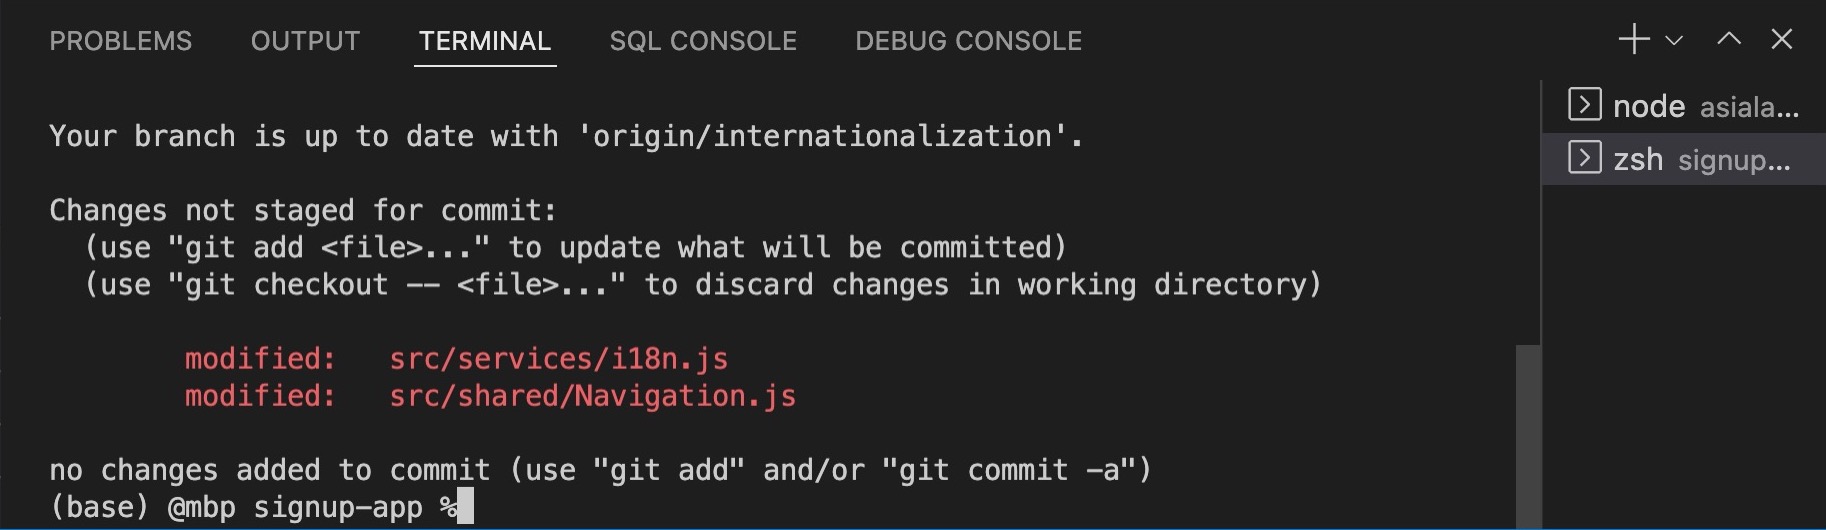 PROBLEMS OUTPUT TERMINAL SQL CONSOLE DEBUG CONSOLE
Your branch is up to date with 'origin/internationalization'.
Changes not staged for commit:
(use "git add <file>..." to update what will be committed)
(use "git checkout -- <file>..." to discard changes in working directory)
modified: src/services/i18n.js
modified: src/shared/Navigation.js
no changes added to commit (use "git add" and/or "git commit -a")
(base) @mbp signup-app %
node asiala...
zsh signup...